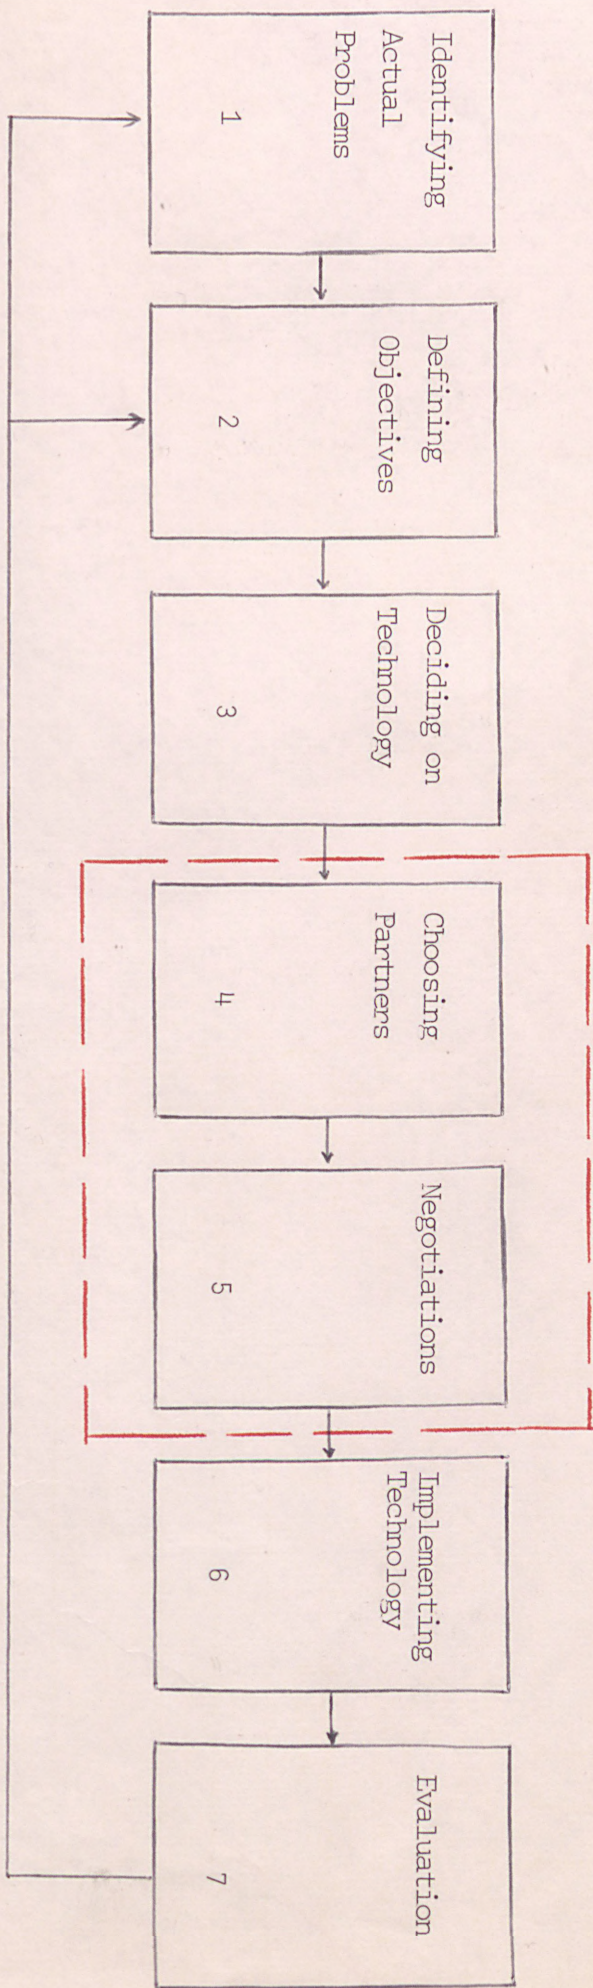 Identifying
Actual
Problems
1
Defining
Objectives
2
Deciding on
Technology
3
Choosing
Partners
4
Negotiations
5
Implementing
Technology
6
Evaluation
7